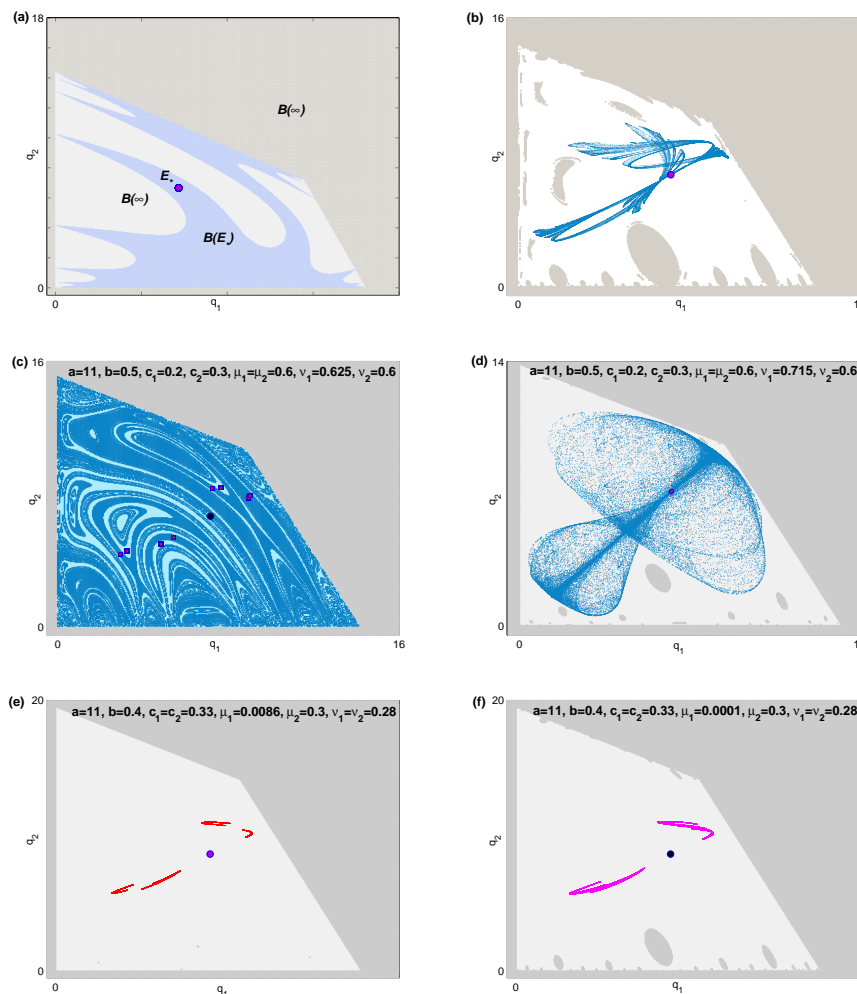 (a)
18
B(∞)
q2
E*
B(∞)
B(E*)
0
0
q1
(b)
16
q2
0
0
q1
1
(c)
16
a=11, b=0.5, c1=0.2, c2=0.3, μ1=μ2=0.6, ν1=0.625, ν2=0.6
q2
0
0
q1
16
(d)
14
a=11, b=0.5, c1=0.2, c2=0.3, μ1=μ2=0.6, ν1=0.715, ν2=0.6
q2
0
0
q1
1
(e)
20
a=11, b=0.4, c1=c2=0.33, μ1=0.0086, μ2=0.3, ν1=ν2=0.28
q2
0
0
q1
(f)
20
a=11, b=0.4, c1=c2=0.33, μ1=0.0001, μ2=0.3, ν1=ν2=0.28
q2
0
0
q1